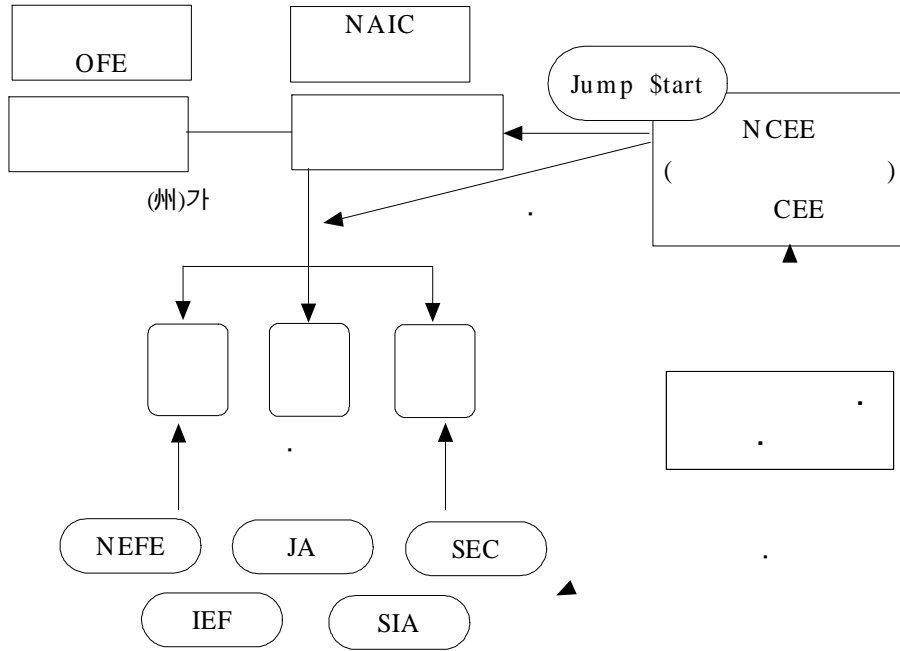 NAIC
OFE
Jump $tart
NCEE
( )
CEE
(州)가
·
·
·
·
NEFE
JA
SEC
·
IEF
SIA